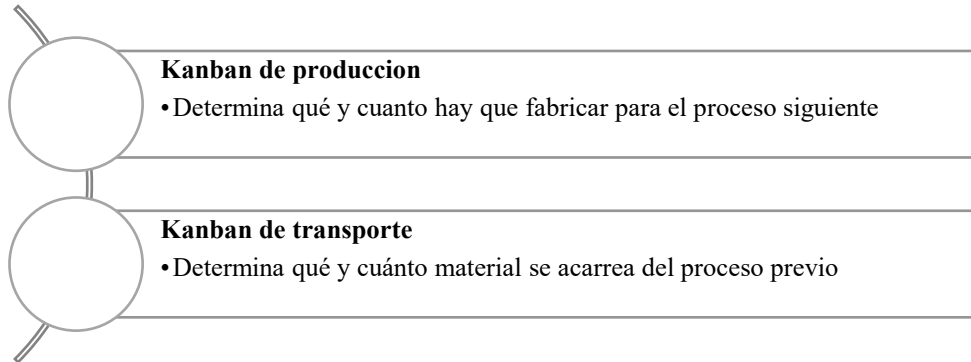 Kanban de produccion
•Determina qué y cuanto hay que fabricar para el proceso siguiente
Kanban de transporte
•Determina qué y cuánto material se acarrea del proceso previo